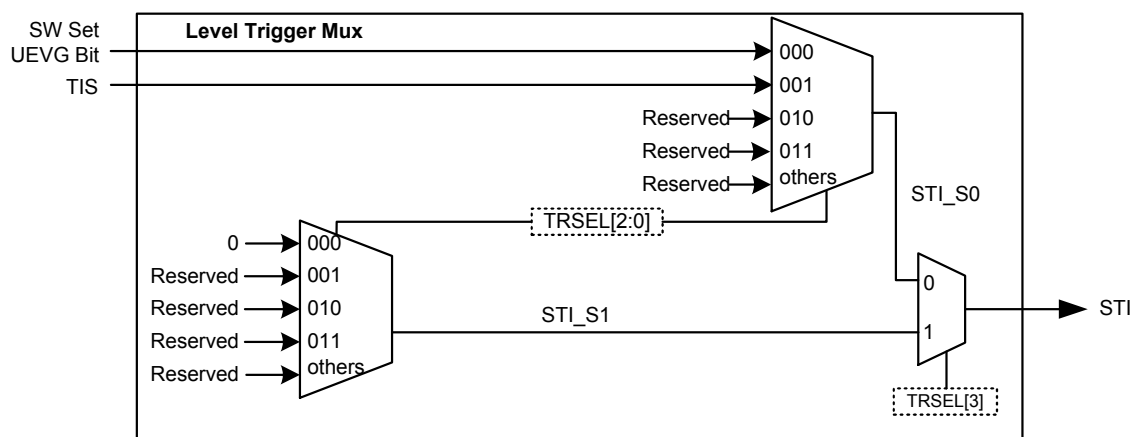 SW Set
UEVG Bit
Level Trigger Mux
000
TIS
001
Reserved
010
Reserved
011
Reserved
others
STI_S0
TRSEL[2:0]
0
000
Reserved
001
Reserved
010
Reserved
011
Reserved
others
STI_S1
0
1
STI
TRSEL[3]